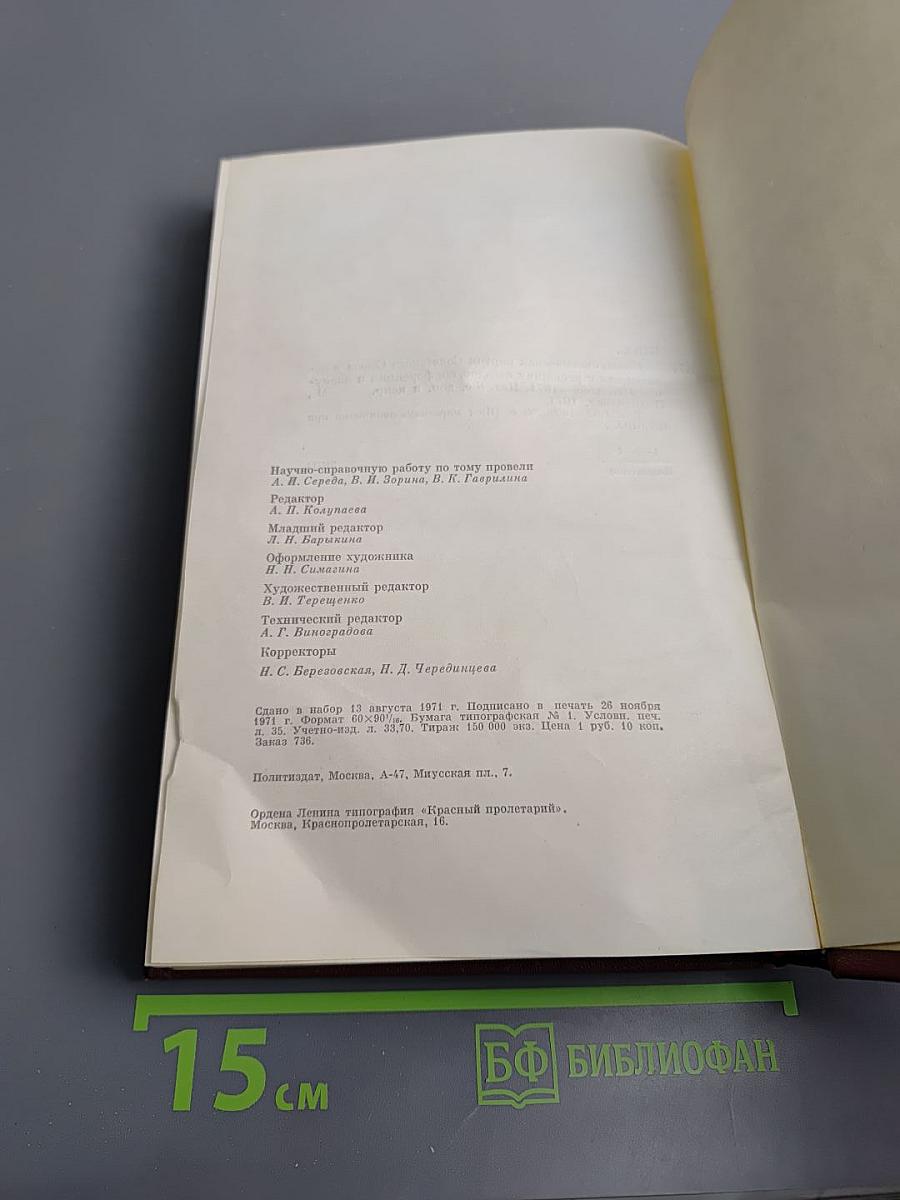 Научно-справочную работу по тому провели
А. И. Середа, В. И. Зорина, В. К. Гаврилина
Редактор
А. П. Колупаева
Младший редактор
Л. Н. Барыкина
Оформление художника
Н. Н. Симагина
Художественный редактор
В. И. Терещенко
Технический редактор
А. Г. Виноградова
Корректоры
Н. С. Березовская, Н. Д. Черединцева
Сдано в набор 13 августа 1971 г. Подписано в печать 26 ноября
1971 г. Формат 60×90¹/₁₆. Бумага типографская № 1. Условн. печ.
л. 35. Учетно-изд. л. 33,70. Тираж 150 000 экз. Цена 1 руб. 10 коп.
Заказ 736.
Политиздат, Москва, А-47, Миусская пл., 7.
Ордена Ленина типография «Красный пролетарий».
Москва, Краснопролетарская, 16.
15 см
БФ БИБЛИОФАН